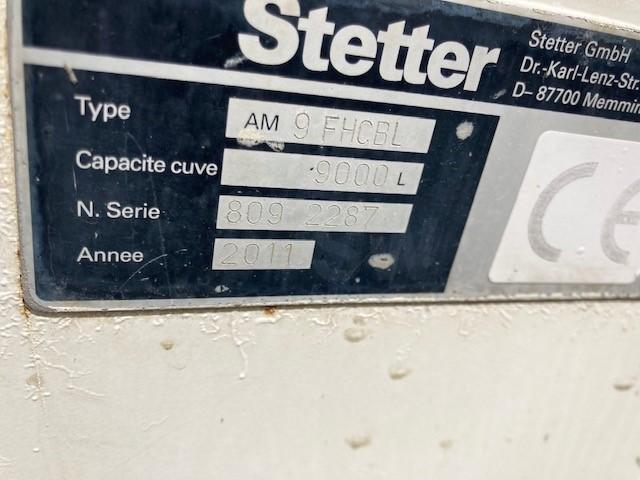 Stetter
Stetter GmbH
Dr.-Karl-Lenz-Str.
D-87700 Memmin
Type AM 9 FHCBL
Capacite cuve 9000 L
N. Serie 809 2287
Annee 2011
CE